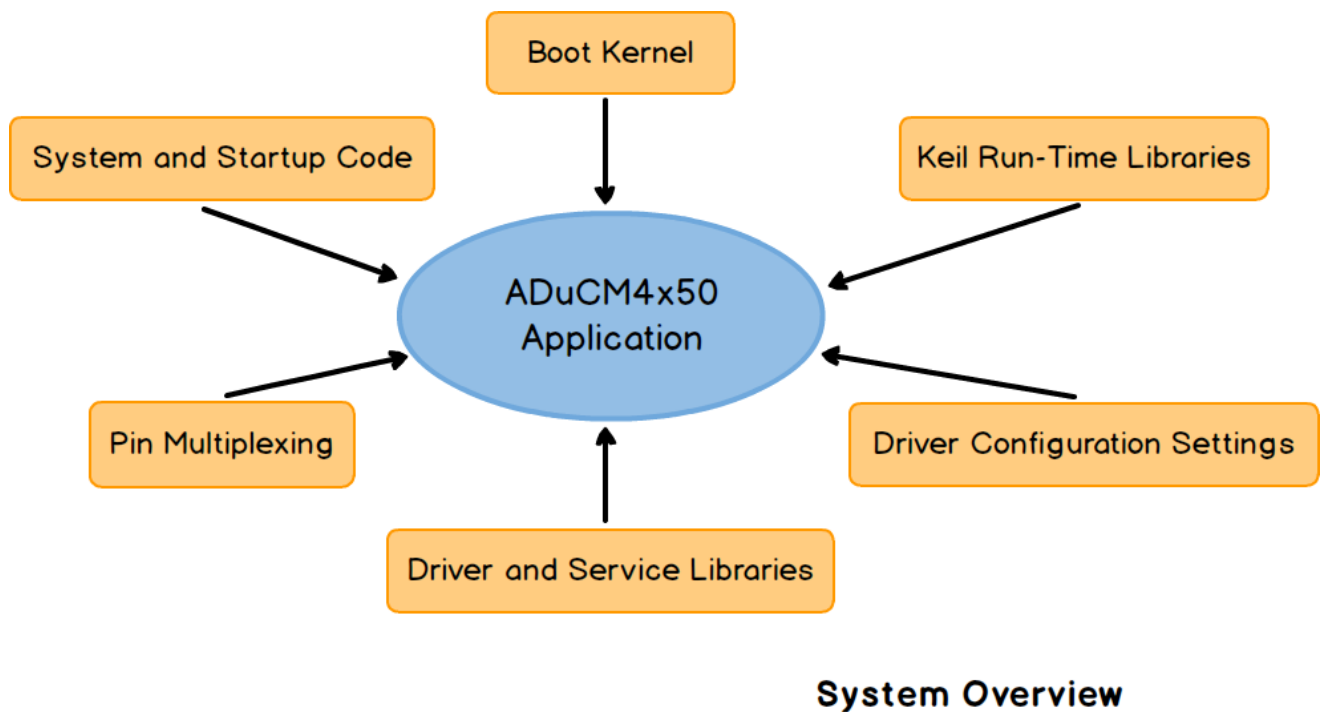 Boot Kernel
System and Startup Code
Keil Run-Time Libraries
ADuCM4x50
Application
Pin Multiplexing
Driver Configuration Settings
Driver and Service Libraries
System Overview